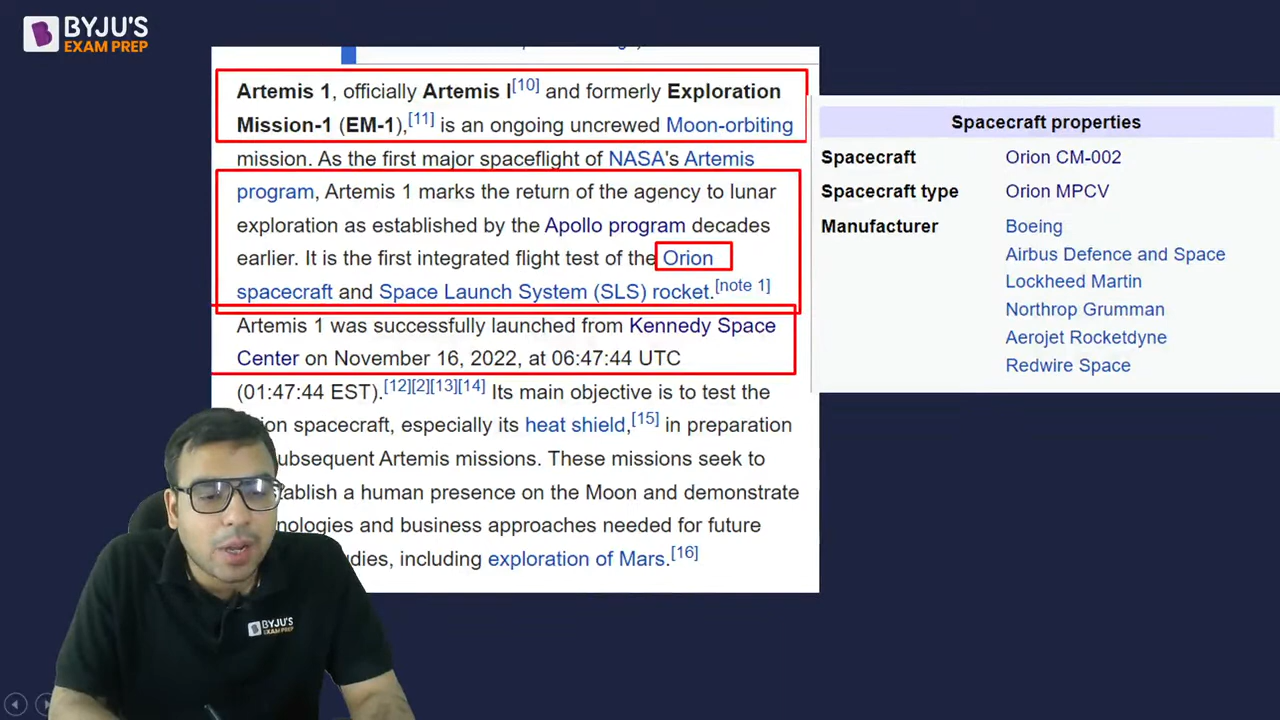 BYJU'S
EXAM PREP
Artemis 1, officially Artemis I[10] and formerly Exploration
Mission-1 (EM-1),[11] is an ongoing uncrewed Moon-orbiting
mission. As the first major spaceflight of NASA's Artemis
program, Artemis 1 marks the return of the agency to lunar
exploration as established by the Apollo program decades
earlier. It is the first integrated flight test of the Orion
spacecraft and Space Launch System (SLS) rocket.[note 1]
Artemis 1 was successfully launched from Kennedy Space
Center on November 16, 2022, at 06:47:44 UTC
(01:47:44 EST).[12][2][13][14] Its main objective is to test the
spacecraft, especially its heat shield,[15] in preparation
Artemis missions. These missions seek to
a human presence on the Moon and demonstrate
and business approaches needed for future
including exploration of Mars.[16]
Spacecraft properties
Spacecraft Orion CM-002
Spacecraft type Orion MPCV
Manufacturer Boeing
Airbus Defence and Space
Lockheed Martin
Northrop Grumman
Aerojet Rocketdyne
Redwire Space
BYJU'S
EXAM PREP